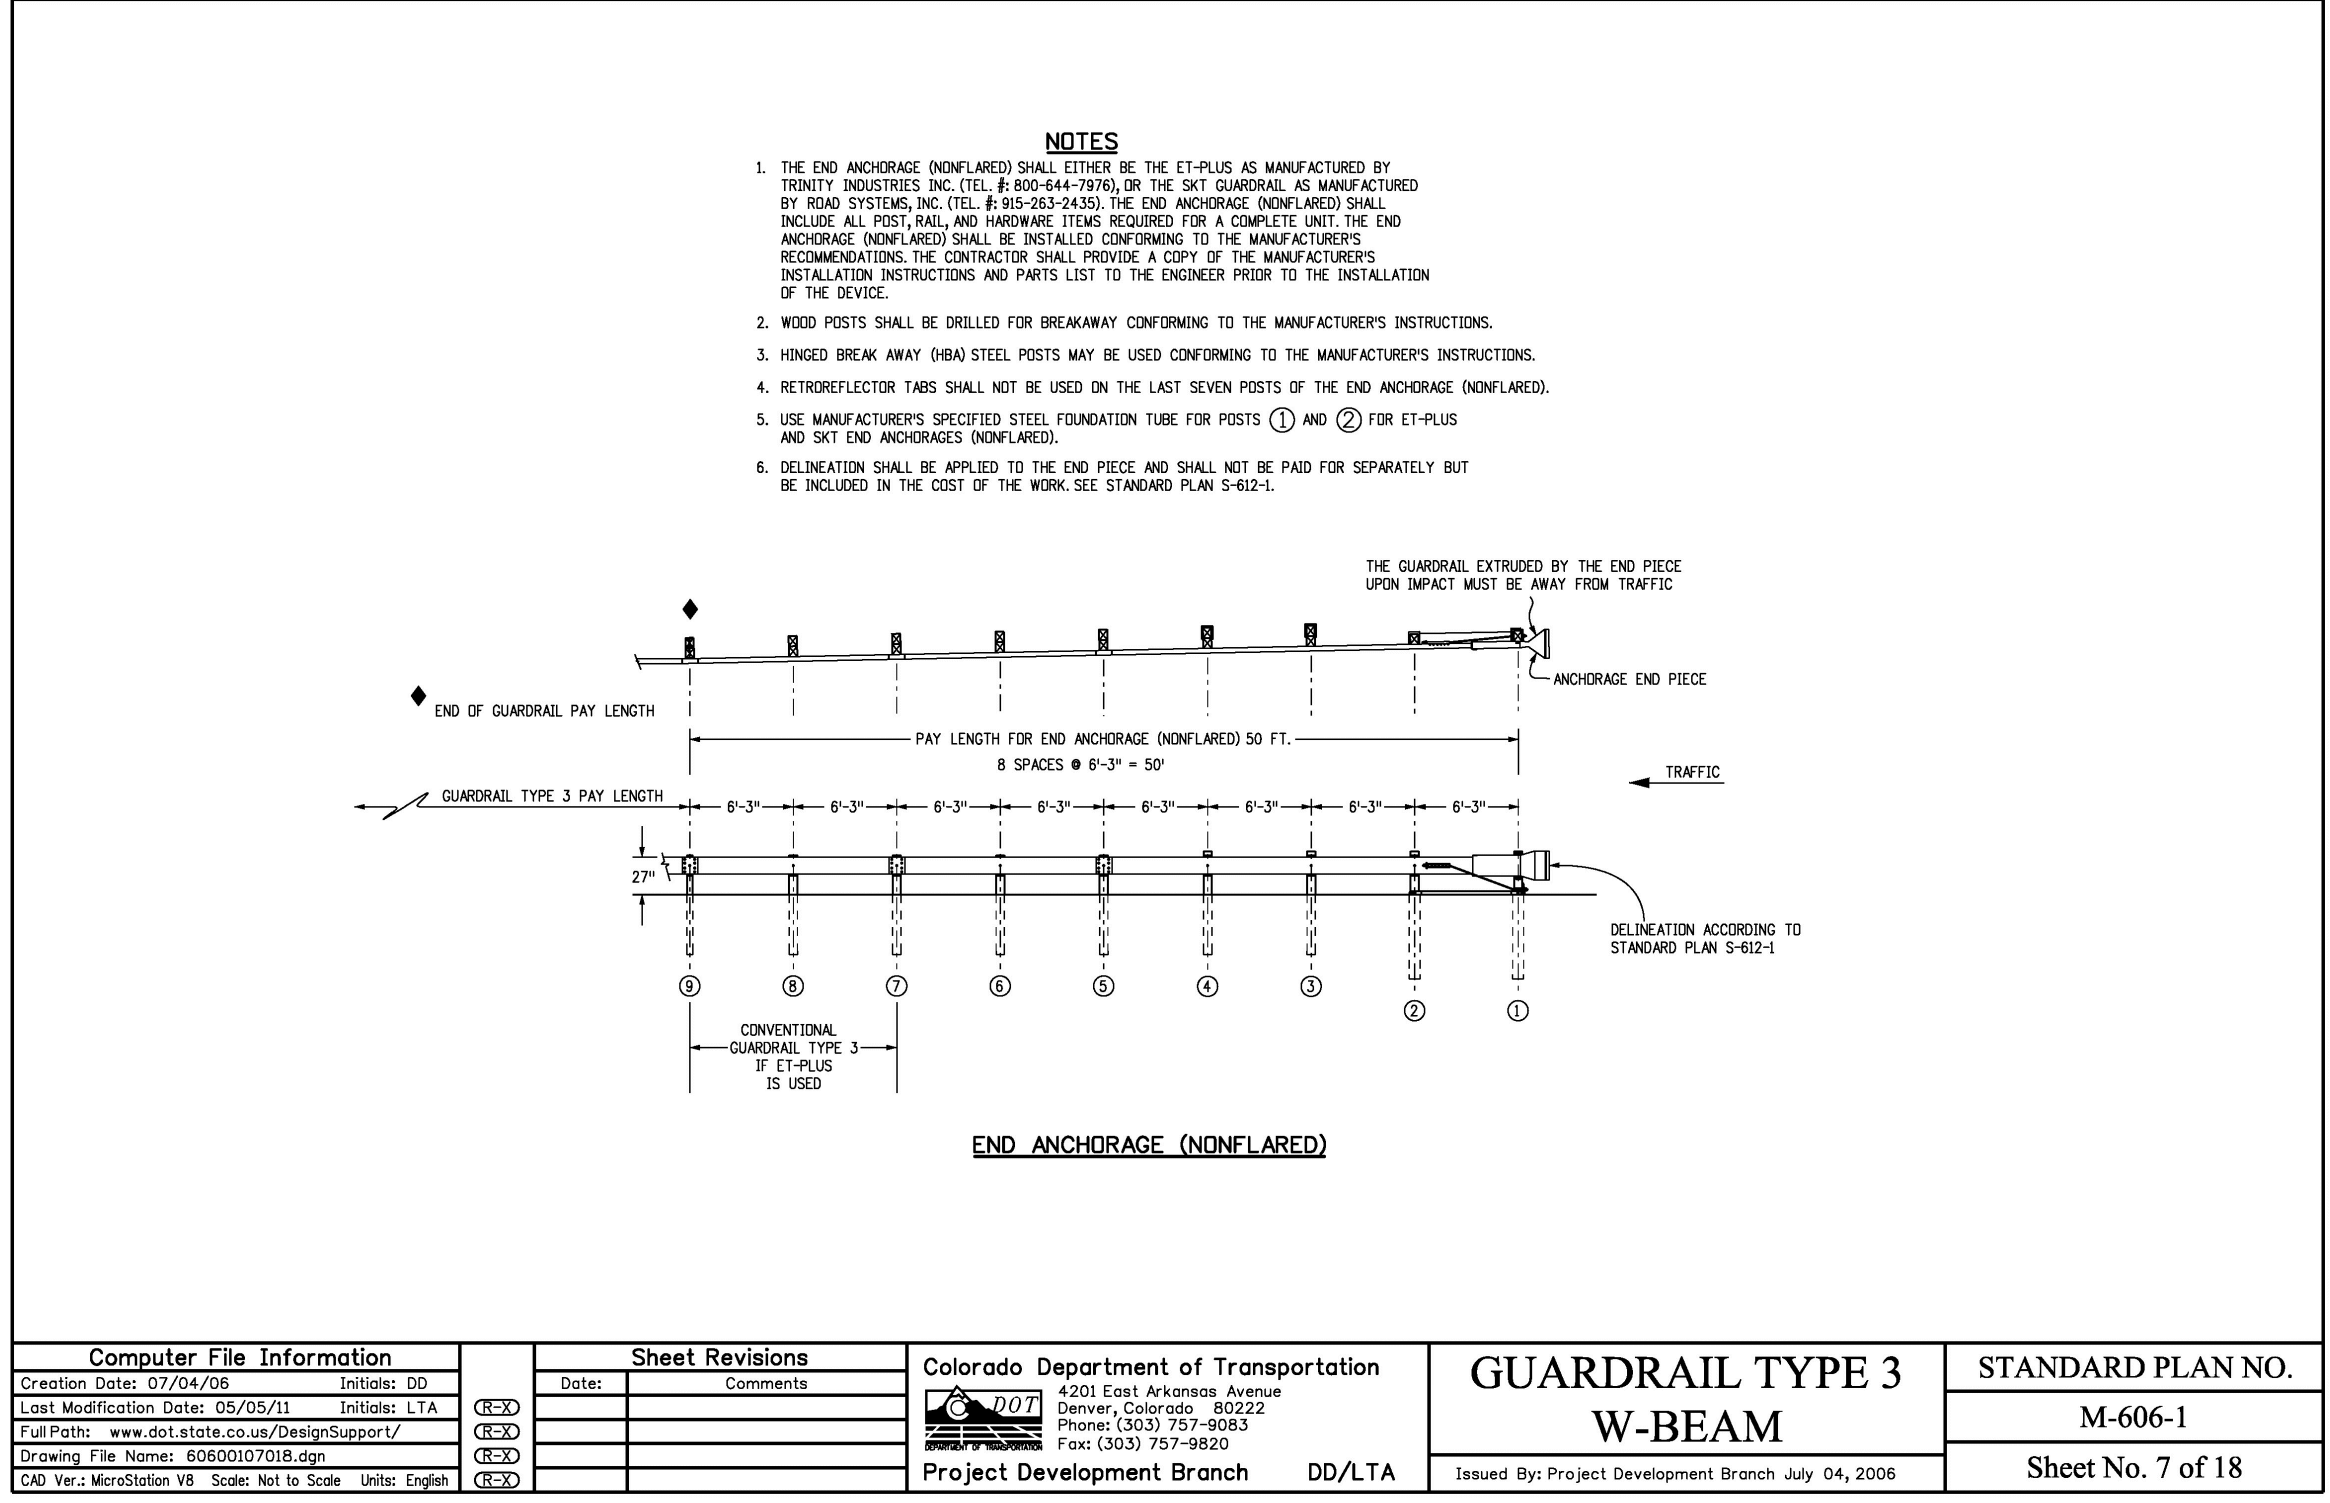 NOTES
1. THE END ANCHORAGE (NONFLARED) SHALL EITHER BE THE ET-PLUS AS MANUFACTURED BY
TRINITY INDUSTRIES INC. (TEL. #: 800-644-7976), OR THE SKT GUARDRAIL AS MANUFACTURED
BY ROAD SYSTEMS, INC. (TEL. #: 915-263-2435). THE END ANCHORAGE (NONFLARED) SHALL
INCLUDE ALL POST, RAIL, AND HARDWARE ITEMS REQUIRED FOR A COMPLETE UNIT. THE END
ANCHORAGE (NONFLARED) SHALL BE INSTALLED CONFORMING TO THE MANUFACTURER'S
RECOMMENDATIONS. THE CONTRACTOR SHALL PROVIDE A COPY OF THE MANUFACTURER'S
INSTALLATION INSTRUCTIONS AND PARTS LIST TO THE ENGINEER PRIOR TO THE INSTALLATION
OF THE DEVICE.
2. WOOD POSTS SHALL BE DRILLED FOR BREAKAWAY CONFORMING TO THE MANUFACTURER'S INSTRUCTIONS.
3. HINGED BREAK AWAY (HBA) STEEL POSTS MAY BE USED CONFORMING TO THE MANUFACTURER'S INSTRUCTIONS.
4. RETROREFLECTOR TABS SHALL NOT BE USED ON THE LAST SEVEN POSTS OF THE END ANCHORAGE (NONFLARED).
5. USE MANUFACTURER'S SPECIFIED STEEL FOUNDATION TUBE FOR POSTS 1 AND 2 FOR ET-PLUS
AND SKT END ANCHORAGES (NONFLARED).
6. DELINEATION SHALL BE APPLIED TO THE END PIECE AND SHALL NOT BE PAID FOR SEPARATELY BUT
BE INCLUDED IN THE COST OF THE WORK. SEE STANDARD PLAN S-612-1.
THE GUARDRAIL EXTRUDED BY THE END PIECE
UPON IMPACT MUST BE AWAY FROM TRAFFIC
ANCHORAGE END PIECE
END OF GUARDRAIL PAY LENGTH
PAY LENGTH FOR END ANCHORAGE (NONFLARED) 50 FT.
8 SPACES @ 6'-3" = 50'
TRAFFIC
GUARDRAIL TYPE 3 PAY LENGTH
6'-3" 6'-3" 6'-3" 6'-3" 6'-3" 6'-3" 6'-3" 6'-3"
27"
DELINEATION ACCORDING TO
STANDARD PLAN S-612-1
9 8 7 6 5 4 3 2 1
CONVENTIONAL
GUARDRAIL TYPE 3
IF ET-PLUS
IS USED
END ANCHORAGE (NONFLARED)
Computer File Information
Creation Date: 07/04/06 Initials: DD
Last Modification Date: 05/05/11 Initials: LTA
Full Path: www.dot.state.co.us/DesignSupport/
Drawing File Name: 60600107018.dgn
CAD Ver.: MicroStation V8 Scale: Not to Scale Units: English
R-X
R-X
R-X
R-X
Sheet Revisions
Date: Comments
Colorado Department of Transportation
4201 East Arkansas Avenue
Denver, Colorado 80222
Phone: (303) 757-9083
Fax: (303) 757-9820
DOT
DEPARTMENT OF TRANSPORTATION
Project Development Branch DD/LTA
GUARDRAIL TYPE 3
W-BEAM
Issued By: Project Development Branch July 04, 2006
STANDARD PLAN NO.
M-606-1
Sheet No. 7 of 18